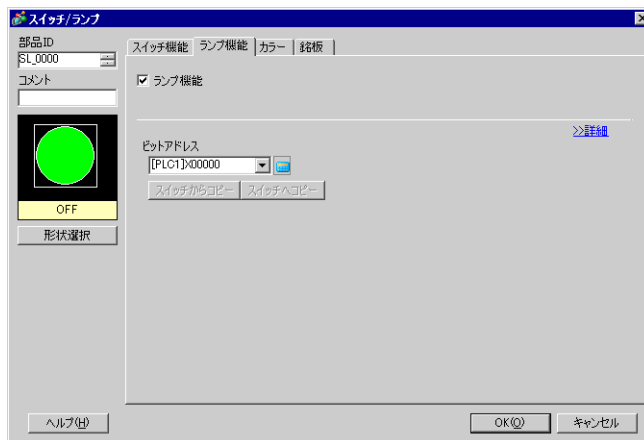 スイッチ/ランプ
部品ID
SL_0000
コメント
OFF
形状選択
スイッチ機能 ランプ機能 カラー 銘板
ランプ機能
>>詳細
ビットアドレス
[PLC1]X00000
スイッチからコピー スイッチへコピー
ヘルプ(H) OK(O) キャンセル